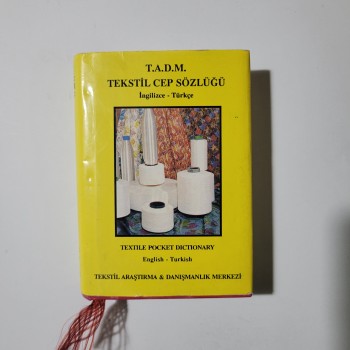 T.A.D.M.
TEKSTİL CEP SÖZLÜĞÜ
İngilizce - Türkçe
TEXTILE POCKET DICTIONARY
English - Turkish
TEKSTİL ARAŞTIRMA & DANIŞMANLIK MERKEZİ